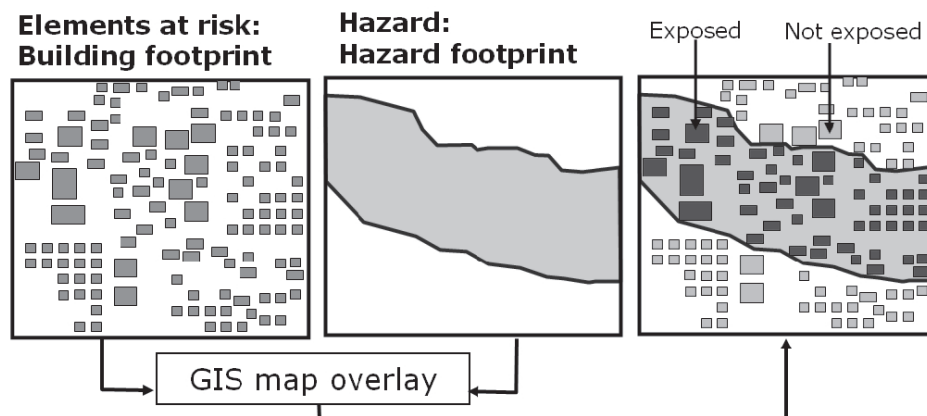 Elements at risk:
Building footprint
Hazard:
Hazard footprint
Exposed
Not exposed
GIS map overlay